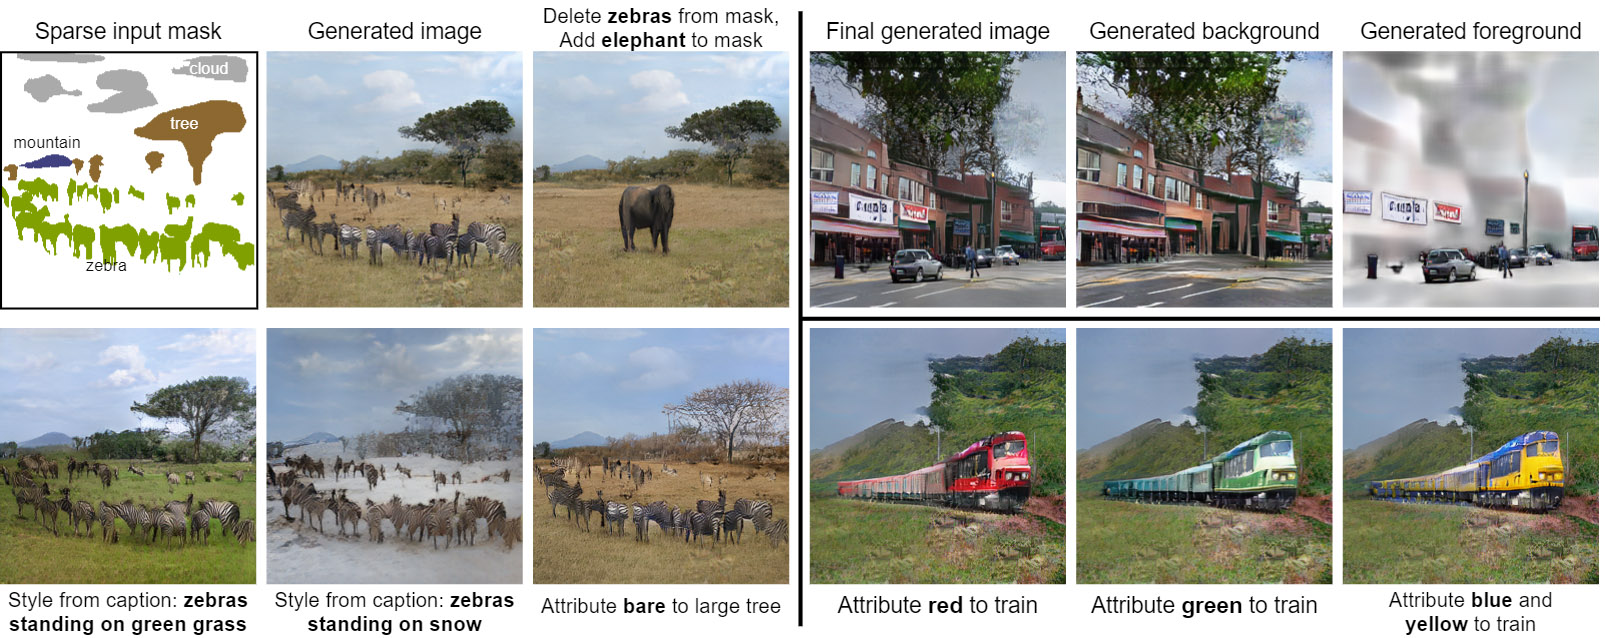 Sparse input mask
Generated image
Delete zebras from mask,
Add elephant to mask
Final generated image
Generated background
Generated foreground
cloud
tree
mountain
zebra
Style from caption: zebras
standing on green grass
Style from caption: zebras
standing on snow
Attribute bare to large tree
Attribute red to train
Attribute green to train
Attribute blue and
yellow to train